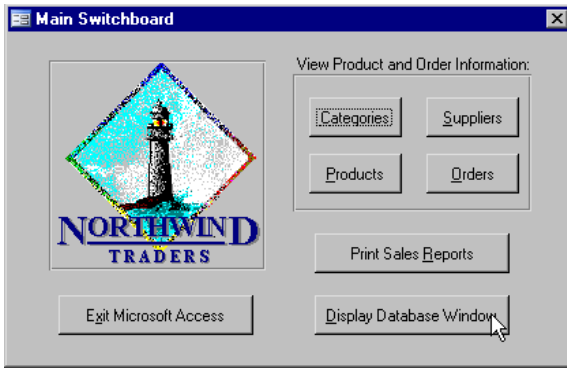 Main Switchboard
View Product and Order Information:
Categories
Suppliers
Products
Orders
NORTHWIND
TRADERS
Print Sales Reports
Exit Microsoft Access
Display Database Window